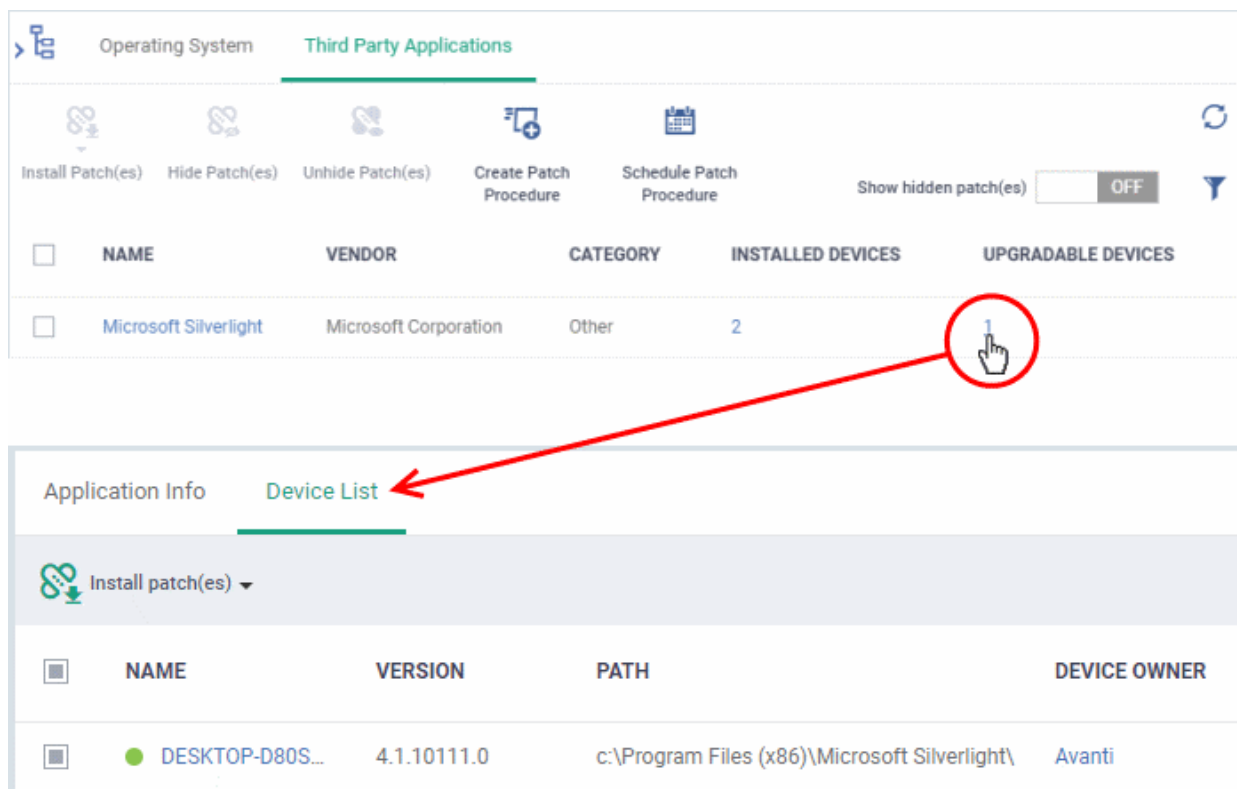 Operating System Third Party Applications
Install Patch(es) Hide Patch(es) Unhide Patch(es) Create Patch Procedure Schedule Patch Procedure Show hidden patch(es) OFF
NAME VENDOR CATEGORY INSTALLED DEVICES UPGRADABLE DEVICES
Microsoft Silverlight Microsoft Corporation Other 2 1
Application Info Device List
Install patch(es)
NAME VERSION PATH DEVICE OWNER
DESKTOP-D80S... 4.1.10111.0 c:\Program Files (x86)\Microsoft Silverlight\ Avanti